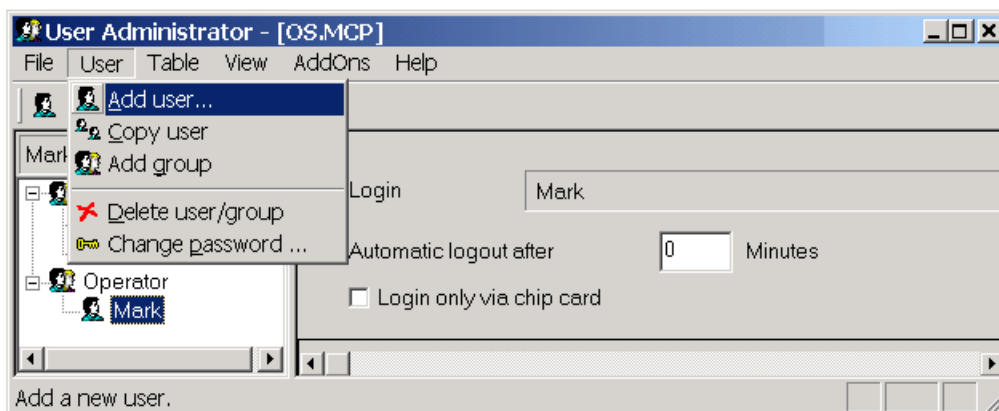 User Administrator - [OS.MCP]
File User Table View AddOns Help
Add user...
Copy user
Add group
Delete user/group
Change password ...
Login Mark
Automatic logout after 0 Minutes
Login only via chip card
Operator
Mark
Add a new user.